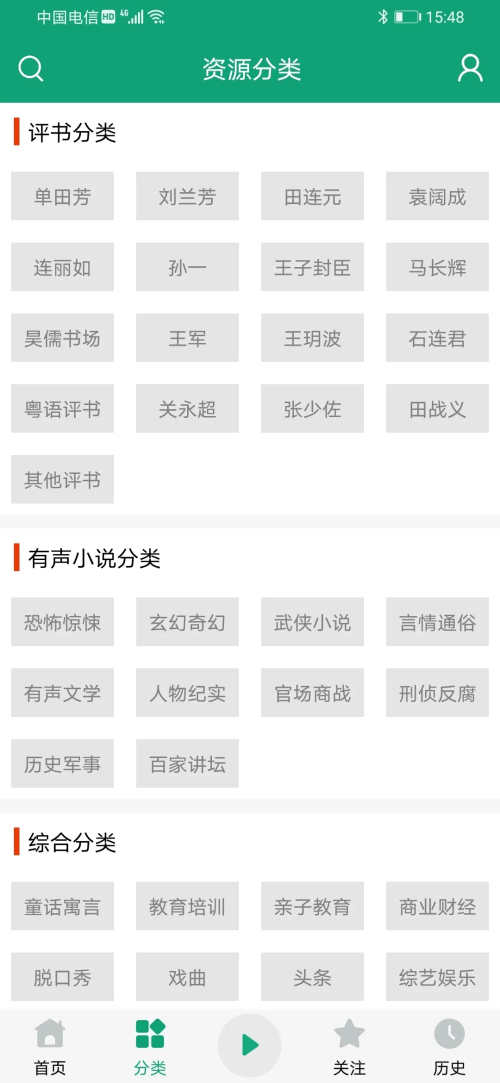 中国电信 HD 4G 15:48
资源分类
评书分类
单田芳 刘兰芳 田连元 袁阔成
连丽如 孙一 王子封臣 马长辉
昊儒书场 王军 王玥波 石连君
粤语评书 关永超 张少佐 田战义
其他评书
有声小说分类
恐怖惊悚 玄幻奇幻 武侠小说 言情通俗
有声文学 人物纪实 官场商战 刑侦反腐
历史军事 百家讲坛
综合分类
童话寓言 教育培训 亲子教育 商业财经
脱口秀 戏曲 头条 综艺娱乐
首页 分类 关注 历史